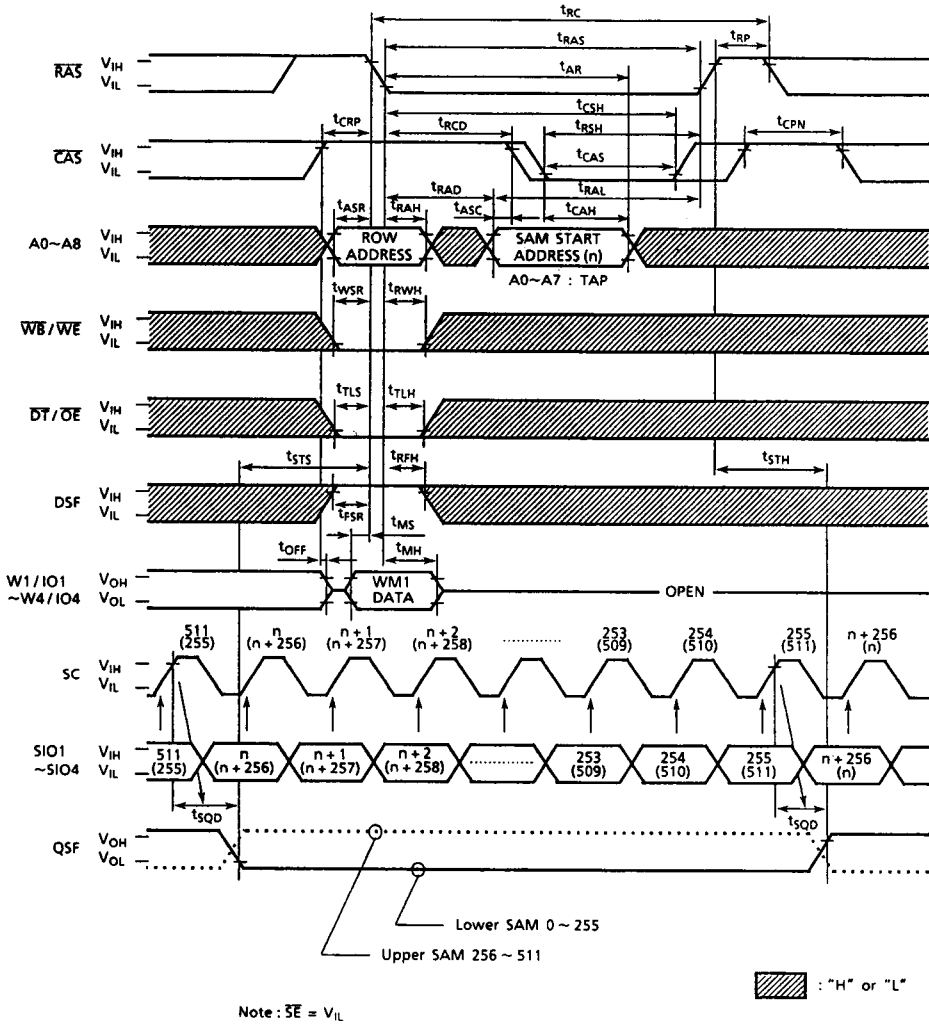 tRC
tRAS
tRP
tAR
RAS VIH
VIL
tCSH
tCRP
tRCD
tRSH
tCPN
CAS VIH
VIL
tCAS
tRAD
tRAL
tASR
tRAH
tASC
tCAH
A0~A8 VIH
VIL
ROW
ADDRESS
SAM START
ADDRESS (n)
A0~A7 : TAP
tWSR
tRWH
WB/WE VIH
VIL
tTLS
tTLH
DT/OE VIH
VIL
tSTS
tRFH
tSTH
DSF VIH
VIL
tFSR
tMS
tOFF
tMH
W1/IO1
~W4/IO4
VOH
VOL
WM1
DATA
OPEN
511
(255)
n
(n+256)
n+1
(n+257)
n+2
(n+258)
253
(509)
254
(510)
255
(511)
n+256
(n)
SC VIH
VIL
SIO1
~SIO4
VIH
VIL
511
(255)
n
(n+256)
n+1
(n+257)
n+2
(n+258)
253
(509)
254
(510)
255
(511)
n+256
(n)
tSQD
tSQD
QSF VOH
VOL
Lower SAM 0~255
Upper SAM 256~511
: "H" or "L"
Note : SE = VIL